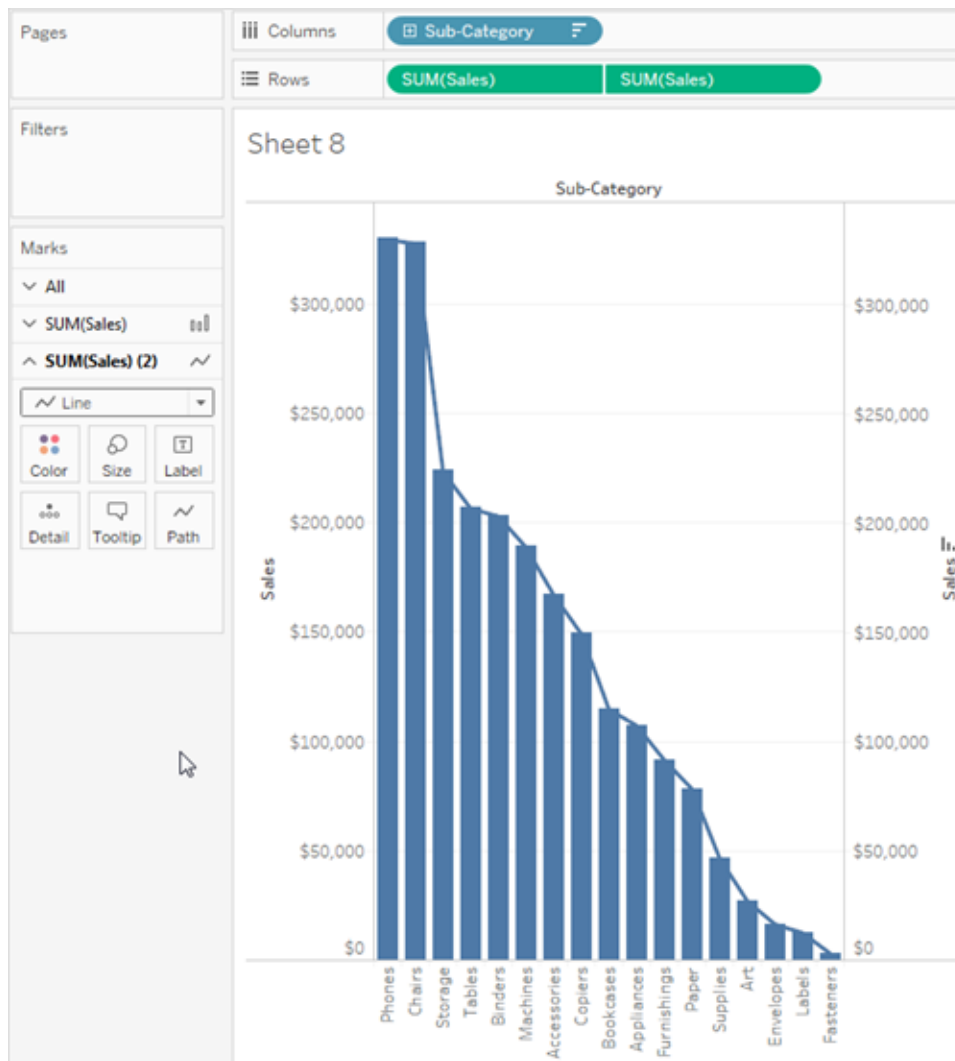 Pages
Columns
Sub-Category
Rows
SUM(Sales)
SUM(Sales)
Filters
Sheet 8
Sub-Category
Marks
All
SUM(Sales)
SUM(Sales) (2)
Line
Color
Size
Label
Detail
Tooltip
Path
Sales
$300,000
$250,000
$200,000
$150,000
$100,000
$50,000
$0
$300,000
$250,000
$200,000
$150,000
$100,000
$50,000
$0
Sales
Phones
Chairs
Storage
Tables
Binders
Machines
Accessories
Copiers
Bookcases
Appliances
Furnishings
Paper
Supplies
Art
Envelopes
Labels
Fasteners